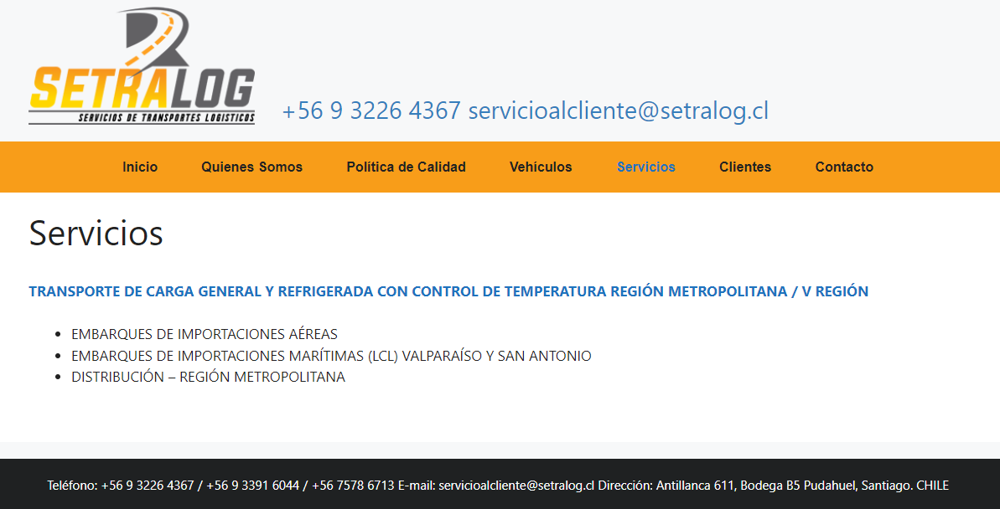 SETRALOG
SERVICIOS DE TRANSPORTES LOGISTICOS
+56 9 3226 4367 servicioalcliente@setralog.cl
Inicio Quienes Somos Política de Calidad Vehículos Servicios Clientes Contacto
Servicios
TRANSPORTE DE CARGA GENERAL Y REFRIGERADA CON CONTROL DE TEMPERATURA REGIÓN METROPOLITANA / V REGIÓN
EMBARQUES DE IMPORTACIONES AÉREAS
EMBARQUES DE IMPORTACIONES MARÍTIMAS (LCL) VALPARAÍSO Y SAN ANTONIO
DISTRIBUCIÓN – REGIÓN METROPOLITANA
Teléfono: +56 9 3226 4367 / +56 9 3391 6044 / +56 7578 6713 E-mail: servicioalcliente@setralog.cl Dirección: Antillanca 611, Bodega B5 Pudahuel, Santiago. CHILE